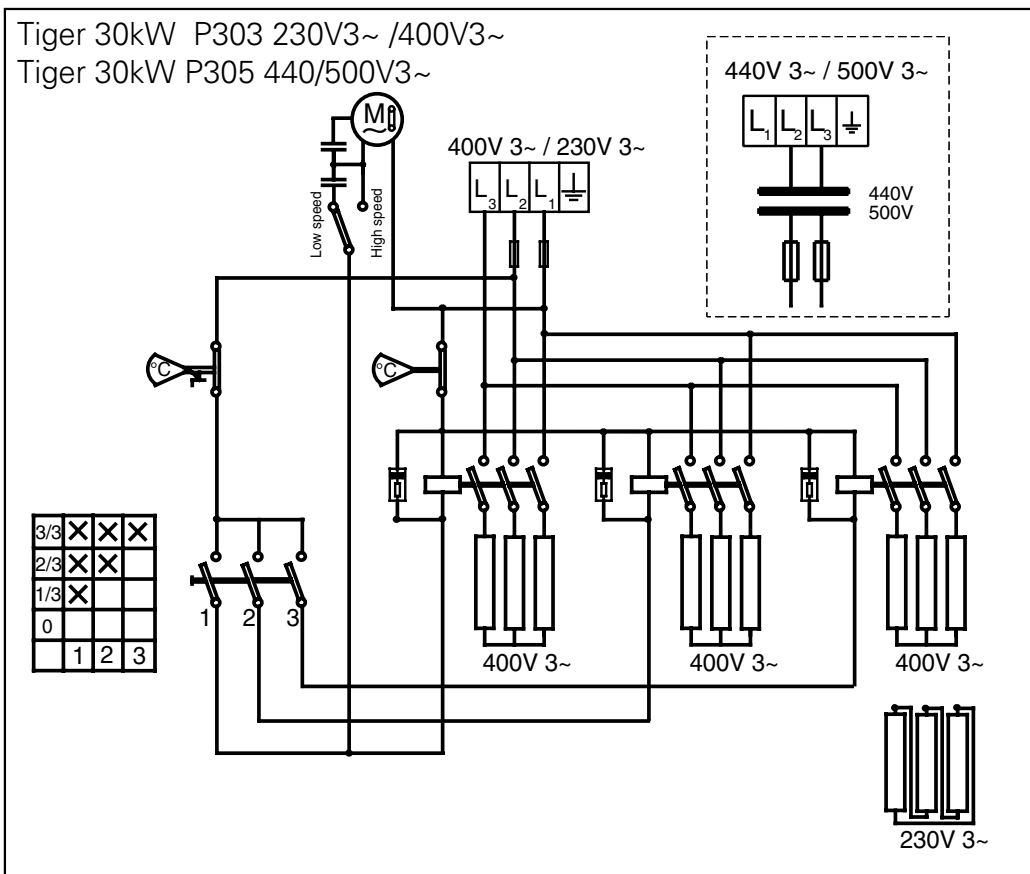 Tiger 30kW P303 230V3~ /400V3~
Tiger 30kW P305 440/500V3~
440V 3~ / 500V 3~
L1 L2 L3
440V
500V
M
~
400V 3~ / 230V 3~
L3 L2 L1
Low speed
High speed
°C
°C
3/3 X X X
2/3 X X
1/3 X
0
1 2 3
1 2 3
400V 3~
400V 3~
400V 3~
230V 3~